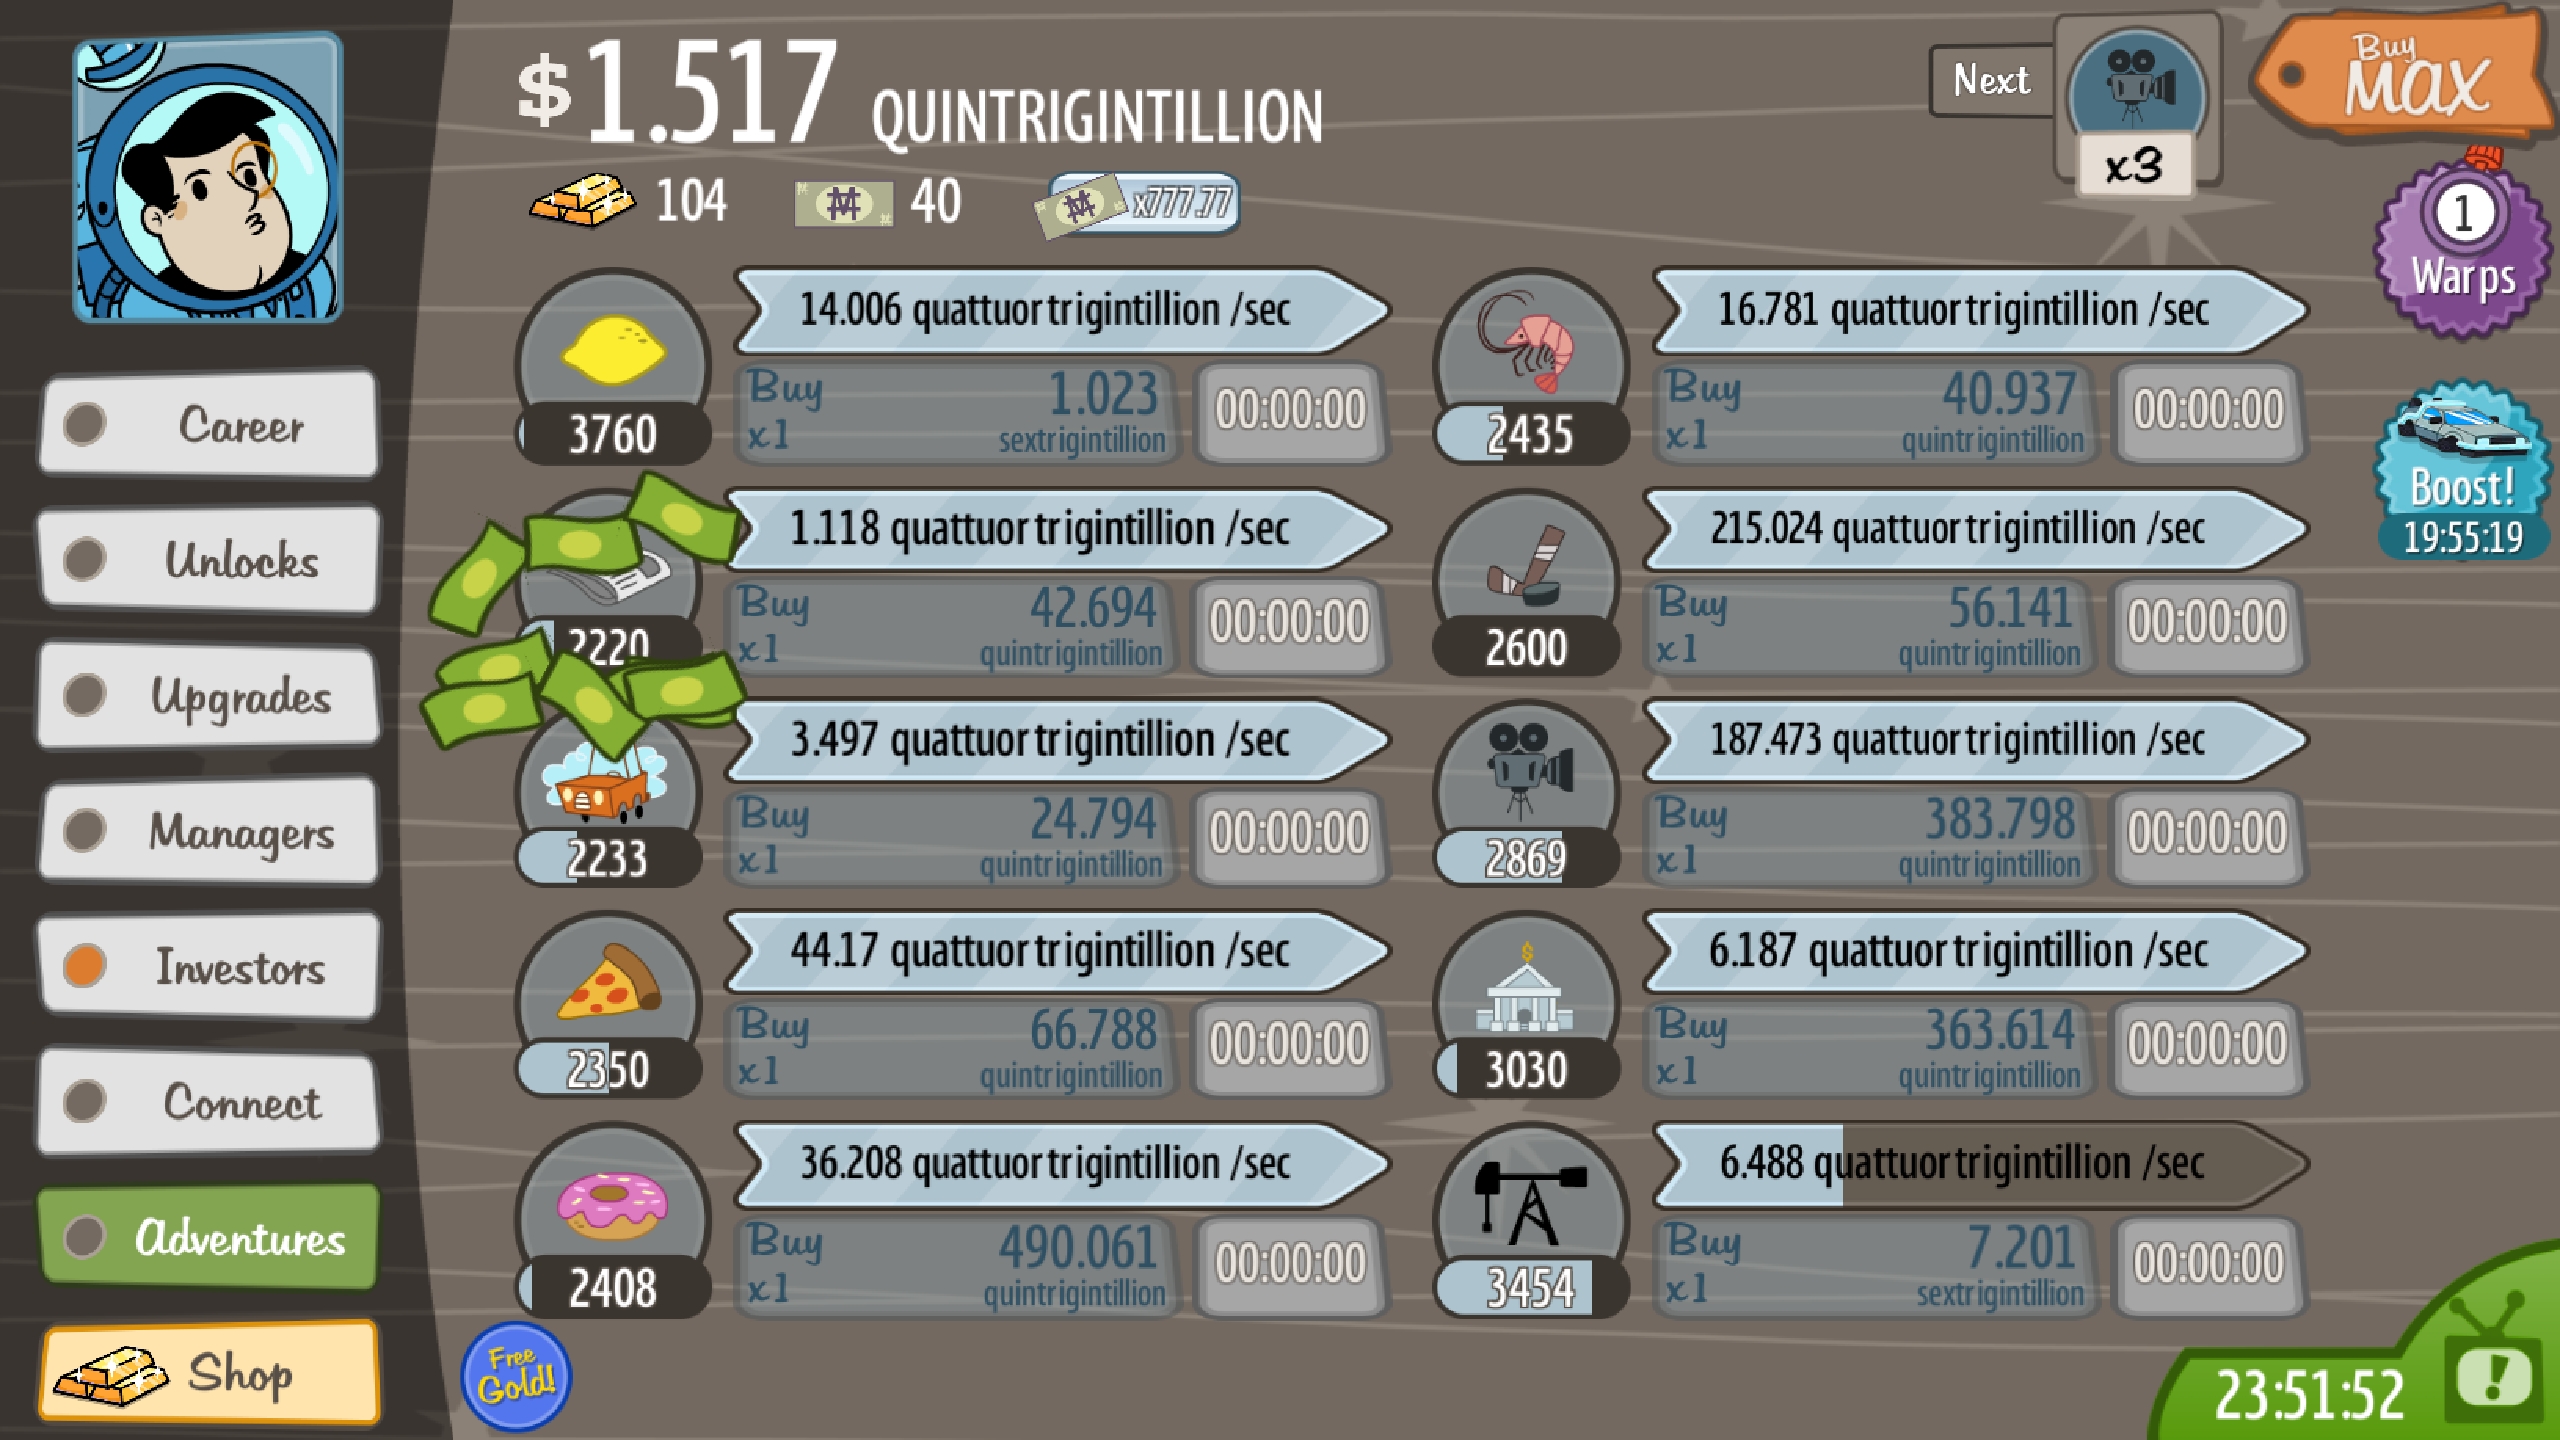 $1.517 QUINTRIGINTILLION
104 40 x777.77
Next
x3
Buy
MAX
1
Warps
Boost!
19:55:19
Career
Unlocks
Upgrades
Managers
Investors
Connect
Adventures
Shop
14.006 quattuortrigintillion /sec
3760
Buy
x1
1.023
sextrigintillion
00:00:00
1.118 quattuortrigintillion /sec
2220
Buy
x1
42.694
quintrigintillion
00:00:00
3.497 quattuortrigintillion /sec
2233
Buy
x1
24.794
quintrigintillion
00:00:00
44.17 quattuortrigintillion /sec
2350
Buy
x1
66.788
quintrigintillion
00:00:00
36.208 quattuortrigintillion /sec
2408
Buy
x1
490.061
quintrigintillion
00:00:00
16.781 quattuortrigintillion /sec
2435
Buy
x1
40.937
quintrigintillion
00:00:00
215.024 quattuortrigintillion /sec
2600
Buy
x1
56.141
quintrigintillion
00:00:00
187.473 quattuortrigintillion /sec
2869
Buy
x1
383.798
quintrigintillion
00:00:00
6.187 quattuortrigintillion /sec
3030
Buy
x1
363.614
quintrigintillion
00:00:00
6.488 quattuortrigintillion /sec
3454
Buy
x1
7.201
sextrigintillion
00:00:00
Free
Gold!
23:51:52
!